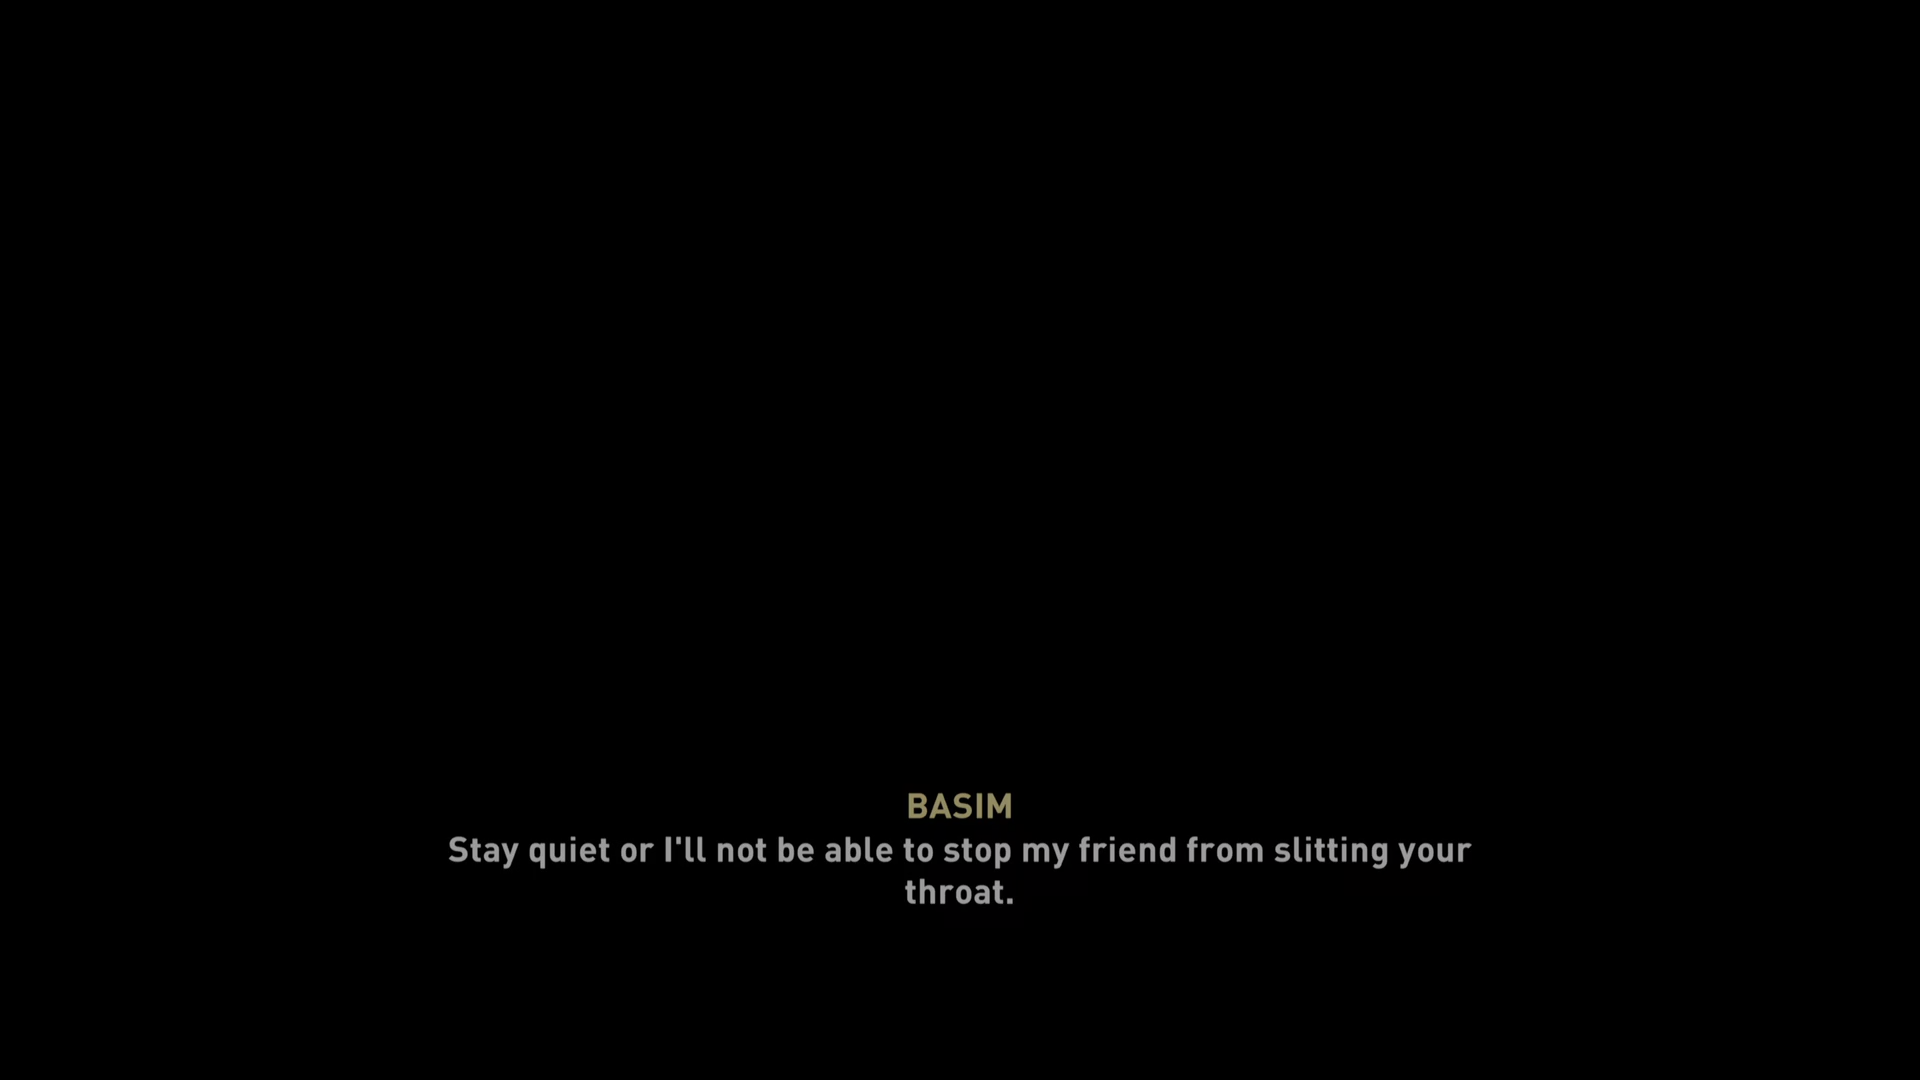 BASIM
Stay quiet or I'll not be able to stop my friend from slitting your
throat.